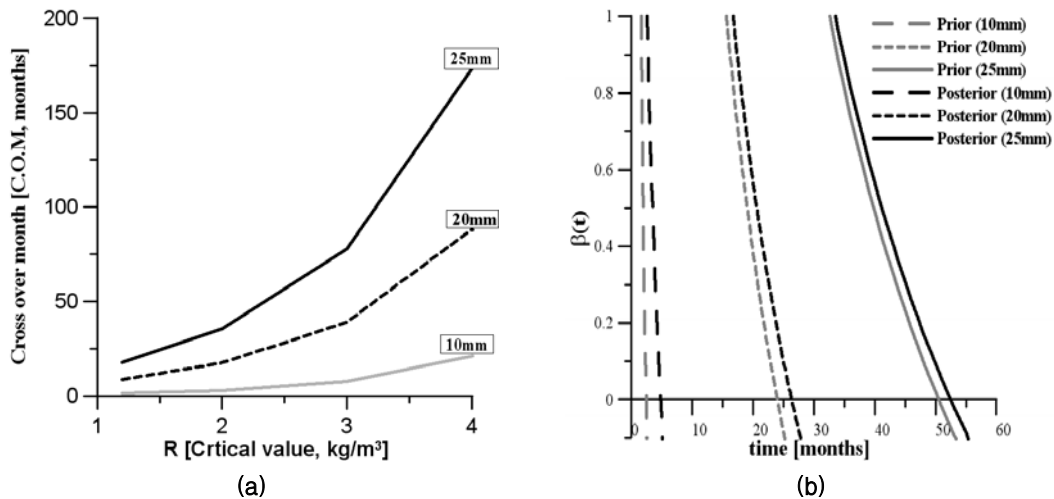 200
150
100
50
0
Cross over month [C.O.M, months]
25mm
20mm
10mm
1 2 3 4
R [Crtical value, kg/m³]
(a)
1
0.8
0.6
0.4
0.2
0
β(t)
Prior (10mm)
Prior (20mm)
Prior (25mm)
Posterior (10mm)
Posterior (20mm)
Posterior (25mm)
0 10 20 30 40 50 60
time [months]
(b)